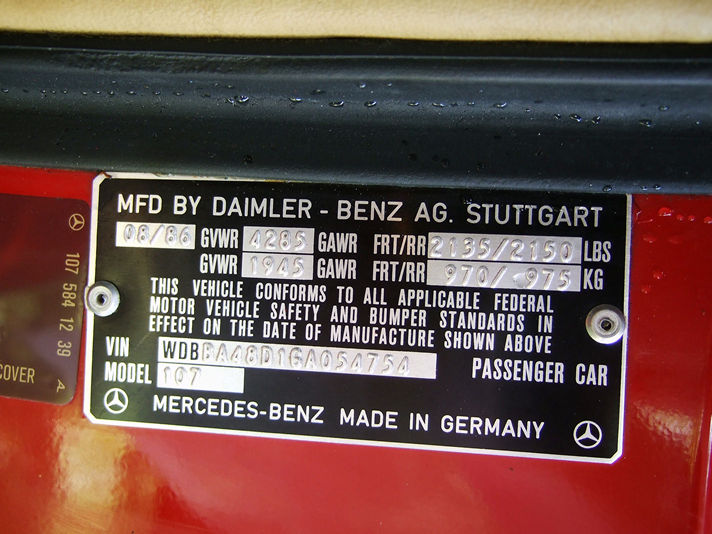 MFD BY DAIMLER - BENZ AG. STUTTGART
08/86 GVWR 4285 GAWR FRT/RR 2135/2150 LBS
GVWR 1945 GAWR FRT/RR 970/-975 KG
THIS VEHICLE CONFORMS TO ALL APPLICABLE FEDERAL
MOTOR VEHICLE SAFETY AND BUMPER STANDARDS IN
EFFECT ON THE DATE OF MANUFACTURE SHOWN ABOVE
VIN WDBBA48D1GA054754 PASSENGER CAR
MODEL 107
MERCEDES-BENZ MADE IN GERMANY
107 584 12 39 A
COVER